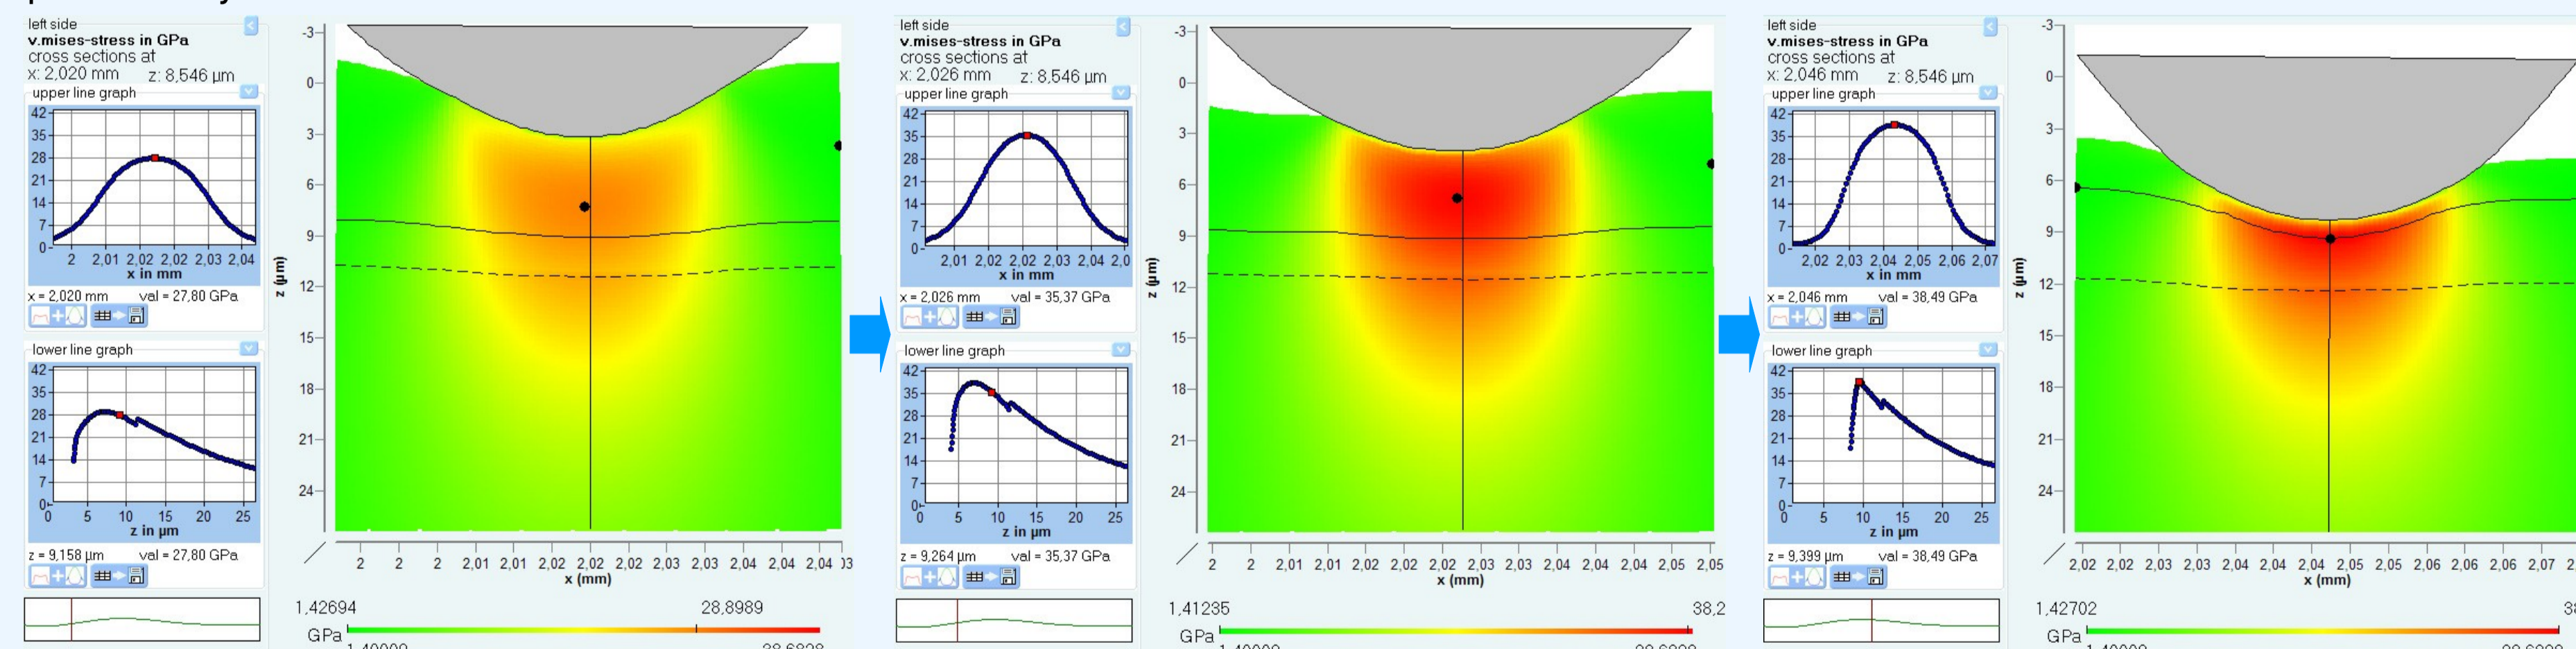 left side
v.mises-stress in GPa
cross sections at
x: 2,020 mm z: 8,546 µm
upper line graph
42
35
28
21
14
7
0
2 2,01 2,02 2,02 2,03 2,04
x in mm
x = 2,020 mm val = 27,80 GPa
lower line graph
42
35
28
21
14
7
0
0 5 10 15 20 25
z in µm
z = 9,158 µm val = 27,80 GPa
-3
0
3
6
9
12
15
18
21
24
z (µm)
2 2 2 2,01 2,01 2,02 2,02 2,02 2,03 2,03 2,04 2,04 2,04 03
x (mm)
1,42694 28,8989
GPa
left side
v.mises-stress in GPa
cross sections at
x: 2,026 mm z: 8,546 µm
upper line graph
42
35
28
21
14
7
0
2,01 2,02 2,02 2,03 2,04 2,0
x in mm
x = 2,026 mm val = 35,37 GPa
lower line graph
42
35
28
21
14
7
0
0 5 10 15 20 25
z in µm
z = 9,264 µm val = 35,37 GPa
-3
0
3
6
9
12
15
18
21
24
z (µm)
2 2 2,01 2,01 2,02 2,02 2,02 2,03 2,03 2,04 2,04 2,04 2,05 2,05
x (mm)
1,41235 38,2
GPa
left side
v.mises-stress in GPa
cross sections at
x: 2,046 mm z: 8,546 µm
upper line graph
42
35
28
21
14
7
0
2,02 2,03 2,04 2,05 2,06 2,07
x in mm
x = 2,046 mm val = 38,49 GPa
lower line graph
42
35
28
21
14
7
0
0 5 10 15 20 25
z in µm
z = 9,399 µm val = 38,49 GPa
-3
0
3
6
9
12
15
18
21
24
z (µm)
2,02 2,02 2,03 2,03 2,04 2,04 2,04 2,05 2,05 2,06 2,06 2,06 2,07 2,
x (mm)
1,42702 38
GPa